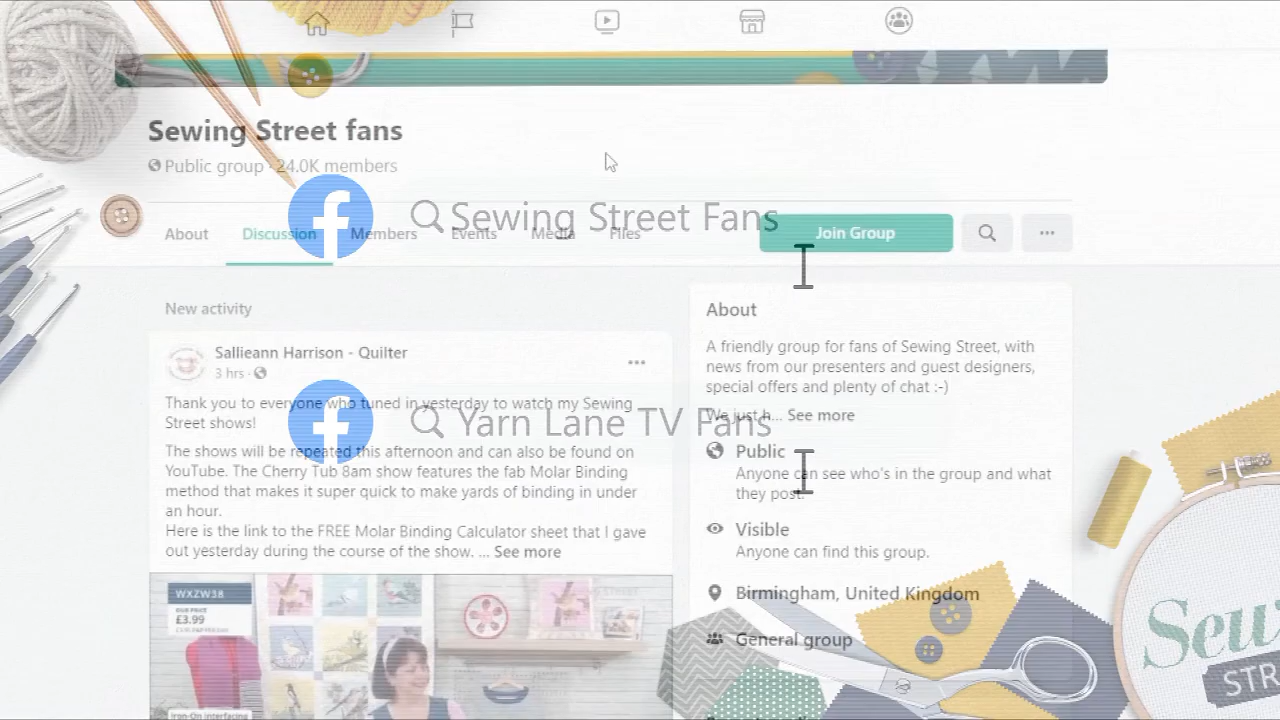 Sewing Street fans
Public group · 24.0K members
Sewing Street Fans
About
Discussion
Members
Events
Media
Files
Join Group
New activity
Sallieann Harrison - Quilter
3 hrs ·
Thank you to everyone who tuned in yesterday to watch my Sewing
Street shows!
The shows will be repeated this afternoon and can also be found on
YouTube. The Cherry Tub 8am show features the fab Molar Binding
method that makes it super quick to make yards of binding in under
an hour.
Here is the link to the FREE Molar Binding Calculator sheet that I gave
out yesterday during the course of the show. ... See more
Yarn Lane TV Fans
About
A friendly group for fans of Sewing Street, with
news from our presenters and guest designers,
special offers and plenty of chat :-)
We just h... See more
Public
Anyone can see who's in the group and what
they post.
Visible
Anyone can find this group.
Birmingham, United Kingdom
General group
WXZW38
OUR PRICE
£3.99
Iron-On Interfacing
Sew
STR